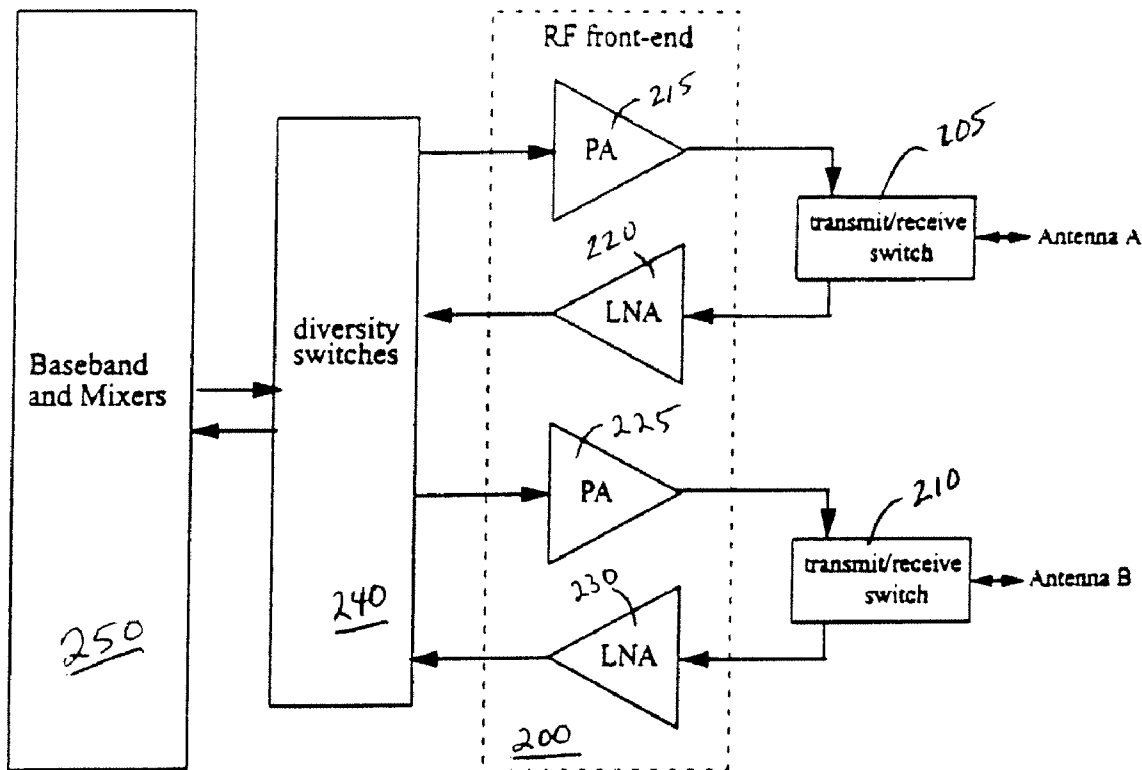 RF front-end
215
PA
205
transmit/receive
switch
Antenna A
220
LNA
diversity
switches
Baseband
and Mixers
225
PA
210
transmit/receive
switch
Antenna B
230
LNA
240
250
200